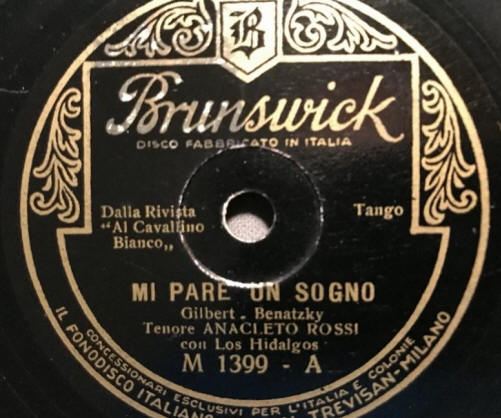 B
Brunswick
DISCO FABBRICATO IN ITALIA
Dalla Rivista
"Al Cavallino
Bianco„
Tango
MI PARE UN SOGNO
Gilbert - Benatzky
Tenore ANACLETO ROSSI
con Los Hidalgos
M 1399 - A
CONCESSIONARI ESCLUSIVI PER L'ITALIA E COLONIE
IL FONODISCO ITALIANO TREVISAN-MILANO